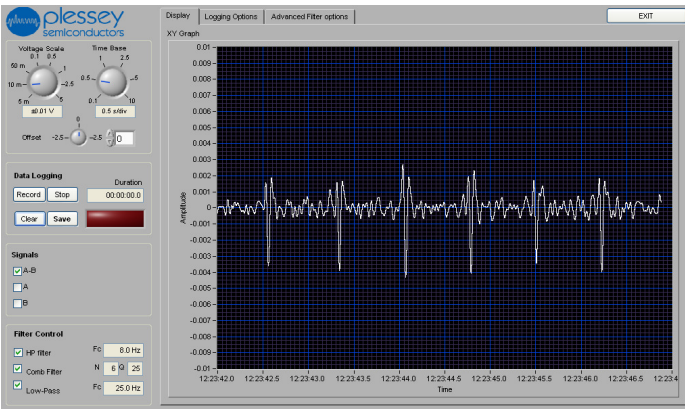 plessey
semiconductors
Display
Logging Options
Advanced Filter options
EXIT
XY Graph
Voltage Scale
0.1 0.5
50 m 1
10 m 2.5
5 m 5
±0.01 V
Time Base
1 2.5
0.5 5
0.1 10
0.5 s/div
0
Offset -2.5 -2.5 0
Data Logging
Duration
Record Stop 00:00:00.0
Clear Save
Signals
A-B
A
B
Filter Control
HP filter Fc 8.0 Hz
Comb Filter N 6 Q 25
Low-Pass Fc 25.0 Hz
Amplitude
0.01
0.009
0.008
0.007
0.006
0.005
0.004
0.003
0.002
0.001
0
-0.001
-0.002
-0.003
-0.004
-0.005
-0.006
-0.007
-0.008
-0.009
-0.01
12:23:42.0 12:23:42.5 12:23:43.0 12:23:43.5 12:23:44.0 12:23:44.5 12:23:45.0 12:23:45.5 12:23:46.0 12:23:46.5 12:23:4
Time